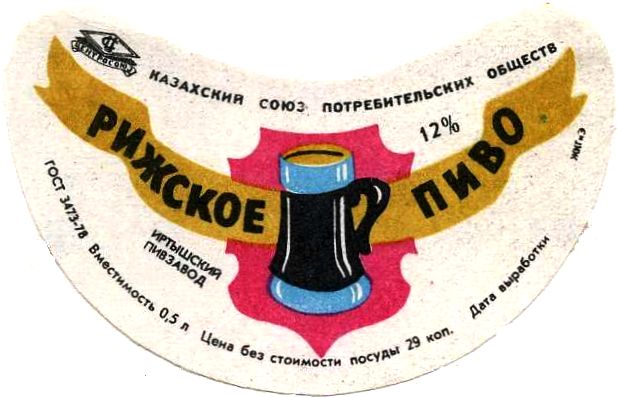 ЦЕНТРОСОЮЗ
КАЗАХСКИЙ СОЮЗ ПОТРЕБИТЕЛЬСКИХ ОБЩЕСТВ
РИЖСКОЕ ПИВО
12%
ИРТЫШСКИЙ
ПИВЗАВОД
ГОСТ 3473-78 Вместимость 0,5 л Цена без стоимости посуды 29 коп. Дата выработки